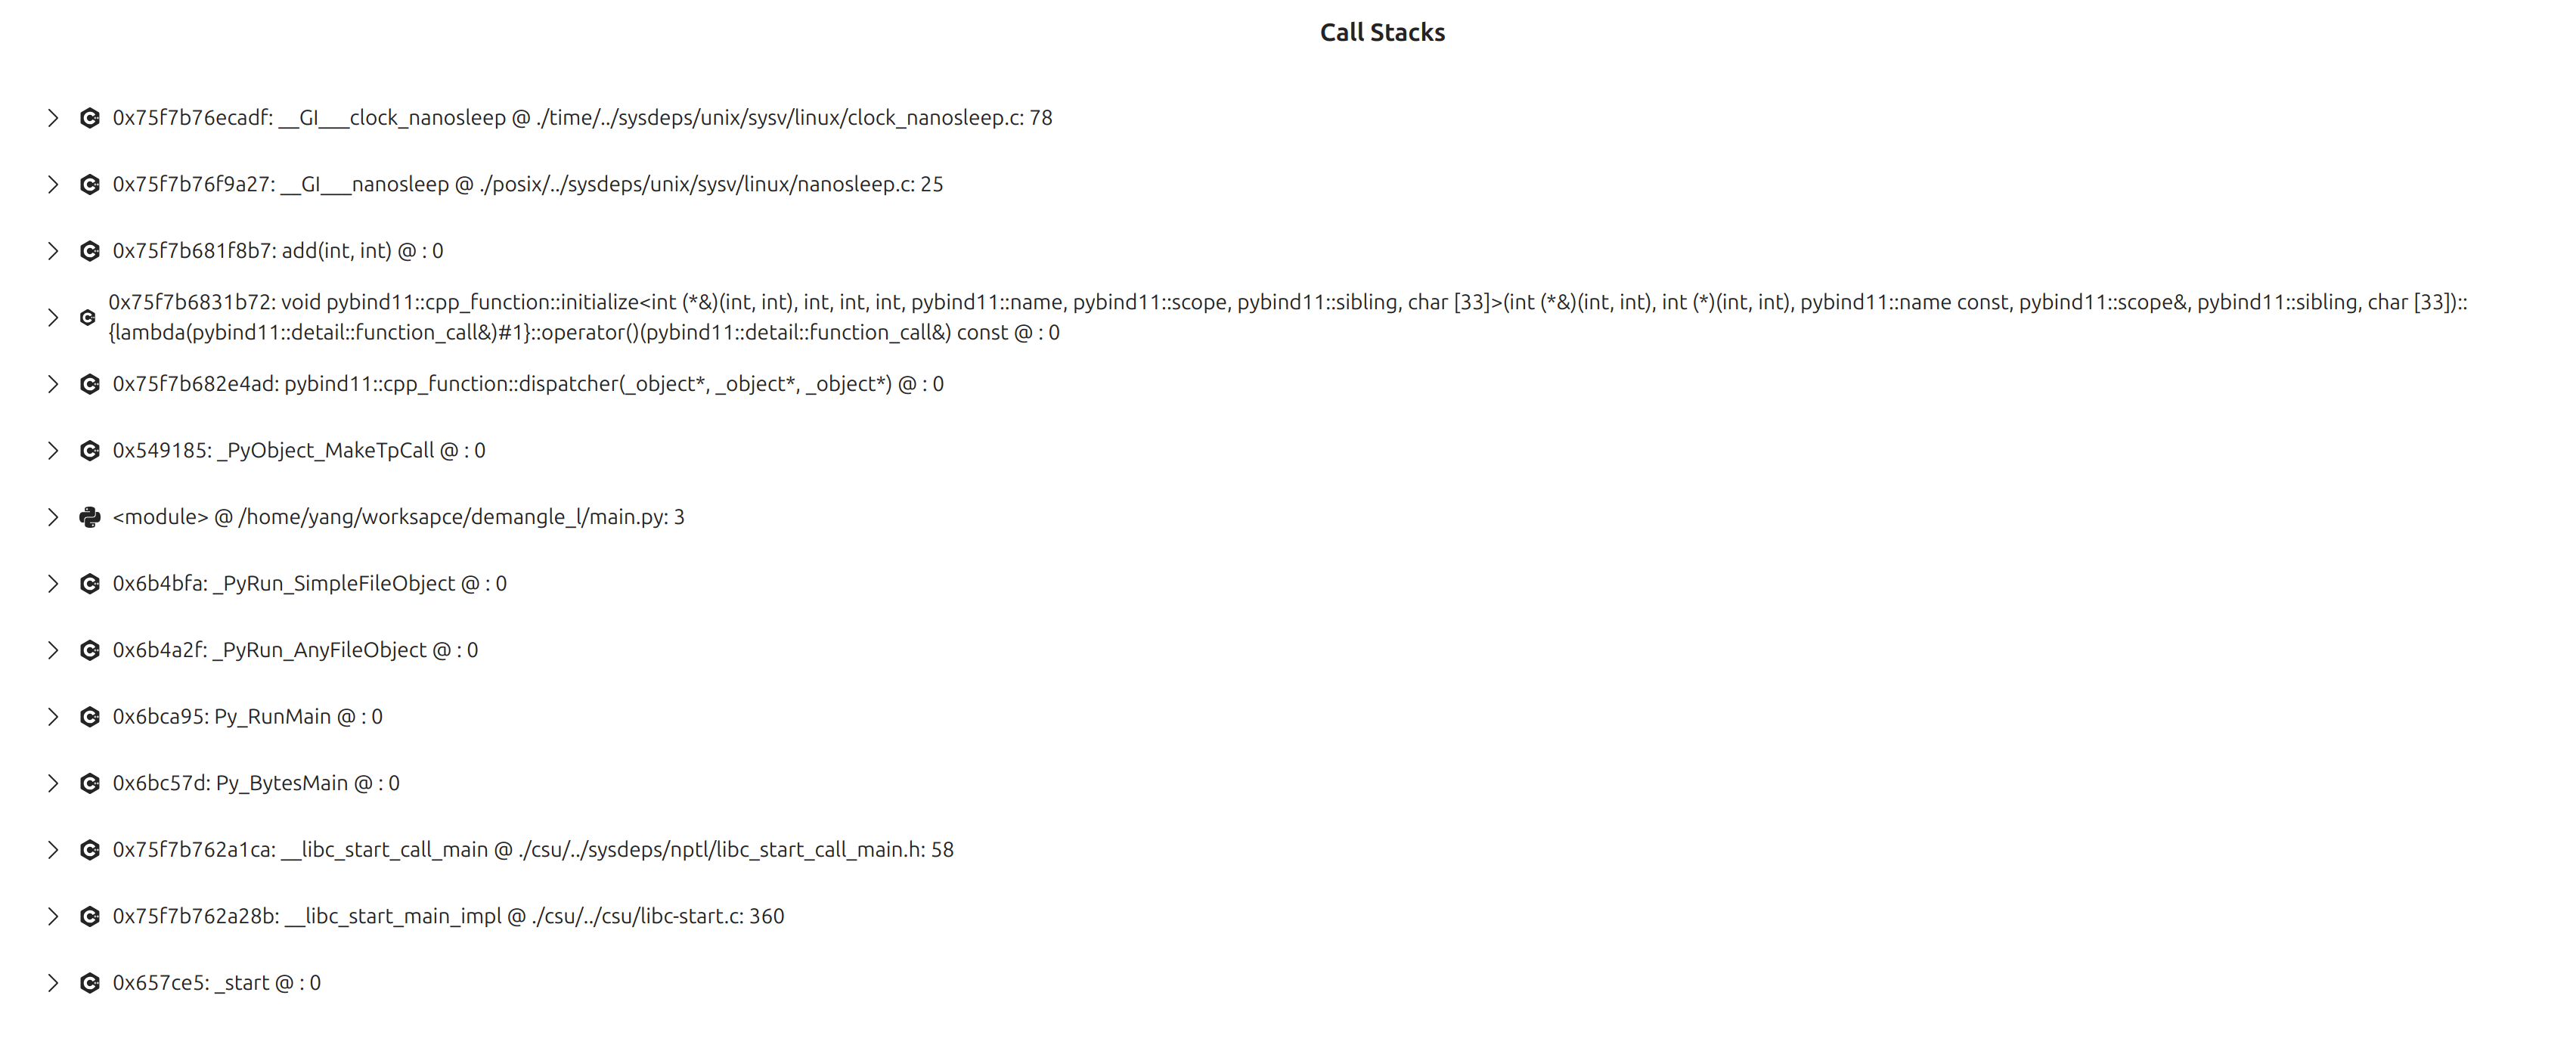 Call Stacks
0x75f7b76ecadf: __GI___clock_nanosleep @ ./time/../sysdeps/unix/sysv/linux/clock_nanosleep.c: 78
0x75f7b76f9a27: __GI___nanosleep @ ./posix/../sysdeps/unix/sysv/linux/nanosleep.c: 25
0x75f7b681f8b7: add(int, int) @ : 0
0x75f7b6831b72: void pybind11::cpp_function::initialize<int (*&)(int, int), int, int, int, pybind11::name, pybind11::scope, pybind11::sibling, char [33]>(int (*&)(int, int), int (*)(int, int), pybind11::name const, pybind11::scope&, pybind11::sibling, char [33])::
{lambda(pybind11::detail::function_call&)#1}::operator()(pybind11::detail::function_call&) const @ : 0
0x75f7b682e4ad: pybind11::cpp_function::dispatcher(_object*, _object*, _object*) @ : 0
0x549185: _PyObject_MakeTpCall @ : 0
<module> @ /home/yang/worksapce/demangle_l/main.py: 3
0x6b4bfa: _PyRun_SimpleFileObject @ : 0
0x6b4a2f: _PyRun_AnyFileObject @ : 0
0x6bca95: Py_RunMain @ : 0
0x6bc57d: Py_BytesMain @ : 0
0x75f7b762a1ca: __libc_start_call_main @ ./csu/../sysdeps/nptl/libc_start_call_main.h: 58
0x75f7b762a28b: __libc_start_main_impl @ ./csu/../csu/libc-start.c: 360
0x657ce5: _start @ : 0